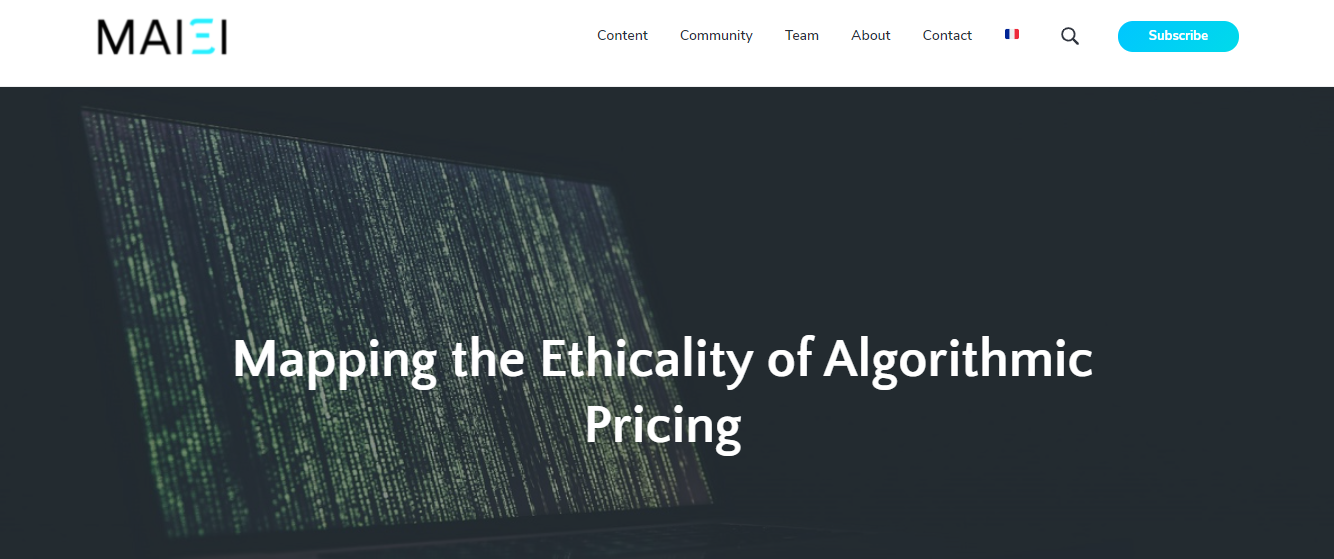 MAIEI
Content Community Team About Contact Subscribe
Mapping the Ethicality of Algorithmic
Pricing